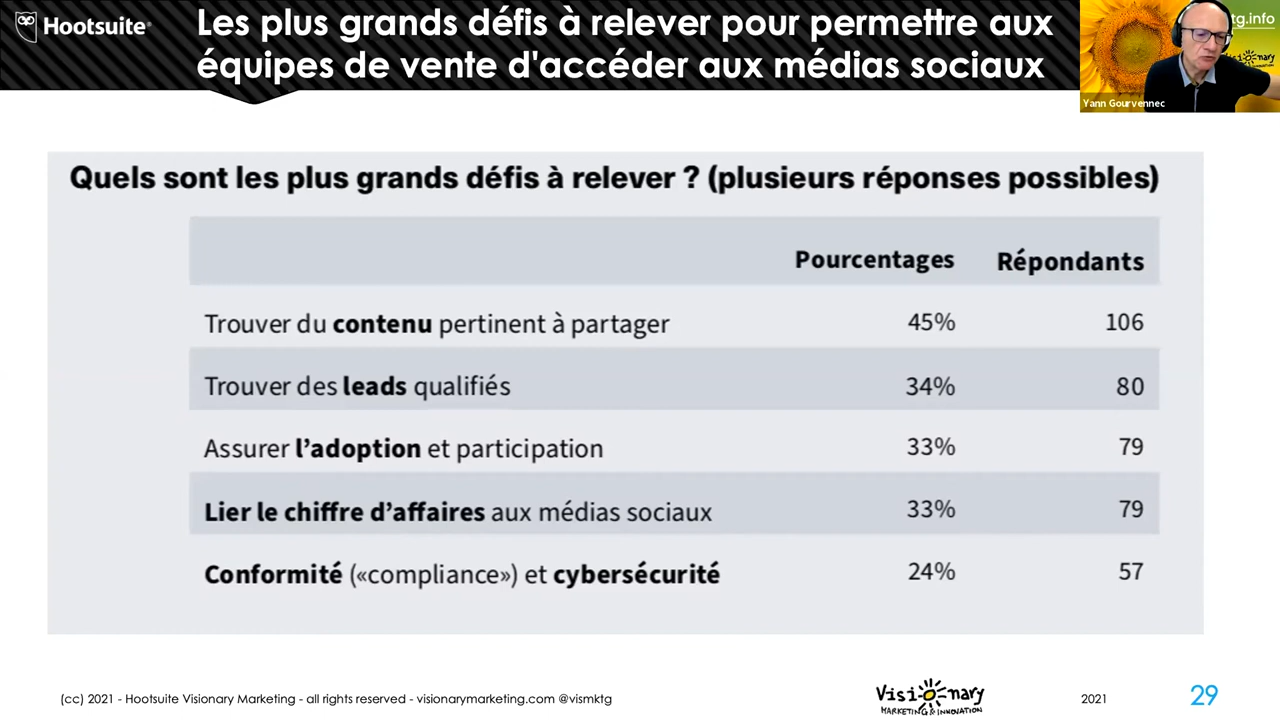 Hootsuite®
Les plus grands défis à relever pour permettre aux
équipes de vente d'accéder aux médias sociaux
tg.info
Yann Gourvennec
Quels sont les plus grands défis à relever ? (plusieurs réponses possibles)
Pourcentages Répondants
Trouver du contenu pertinent à partager 45% 106
Trouver des leads qualifiés 34% 80
Assurer l'adoption et participation 33% 79
Lier le chiffre d'affaires aux médias sociaux 33% 79
Conformité («compliance») et cybersécurité 24% 57
(cc) 2021 - Hootsuite Visionary Marketing - all rights reserved - visionarymarketing.com @vismktg
Visionary
MARKETING & INNOVATION
2021
29